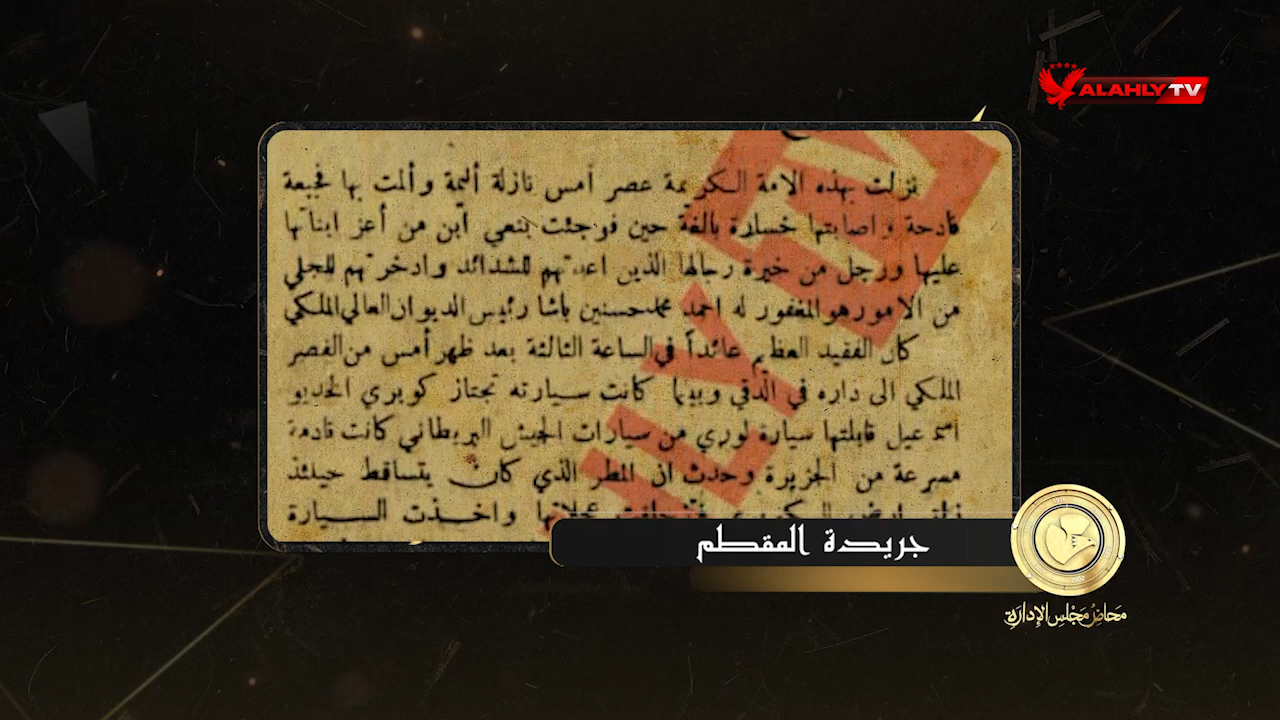 ALAHLY TV
نزلت بهذه الامة الكريمة عصر أمس نازلة أليمة وألمت بها فجيعة
فادحة واصابتها خسارة بالغة حين فوجئت بنعي ابن من أعز ابنائها
عليها ورجل من خيرة رجالها الذين اعدتهم للشدائد وادخرتهم للجلي
من الامور هو المغفور له احمد محمد حسنين باشا رئيس الديوان العالي الملكي
كان الفقيد العظيم عائداً في الساعة الثالثة بعد ظهر أمس من القصر
الملكي الى داره في الدقي وبينما كانت سيارته تجتاز كوبري الخديو
اسمعيل قابلتها سيارة لوري من سيارات الجيش البريطاني كانت قادمة
مسرعة من الجزيرة وحدث ان المطر الذي كان يتساقط حينئذ
عجلاتها واخذت السيارة
جريدة المقطم
محاضر مجلس الإدارة